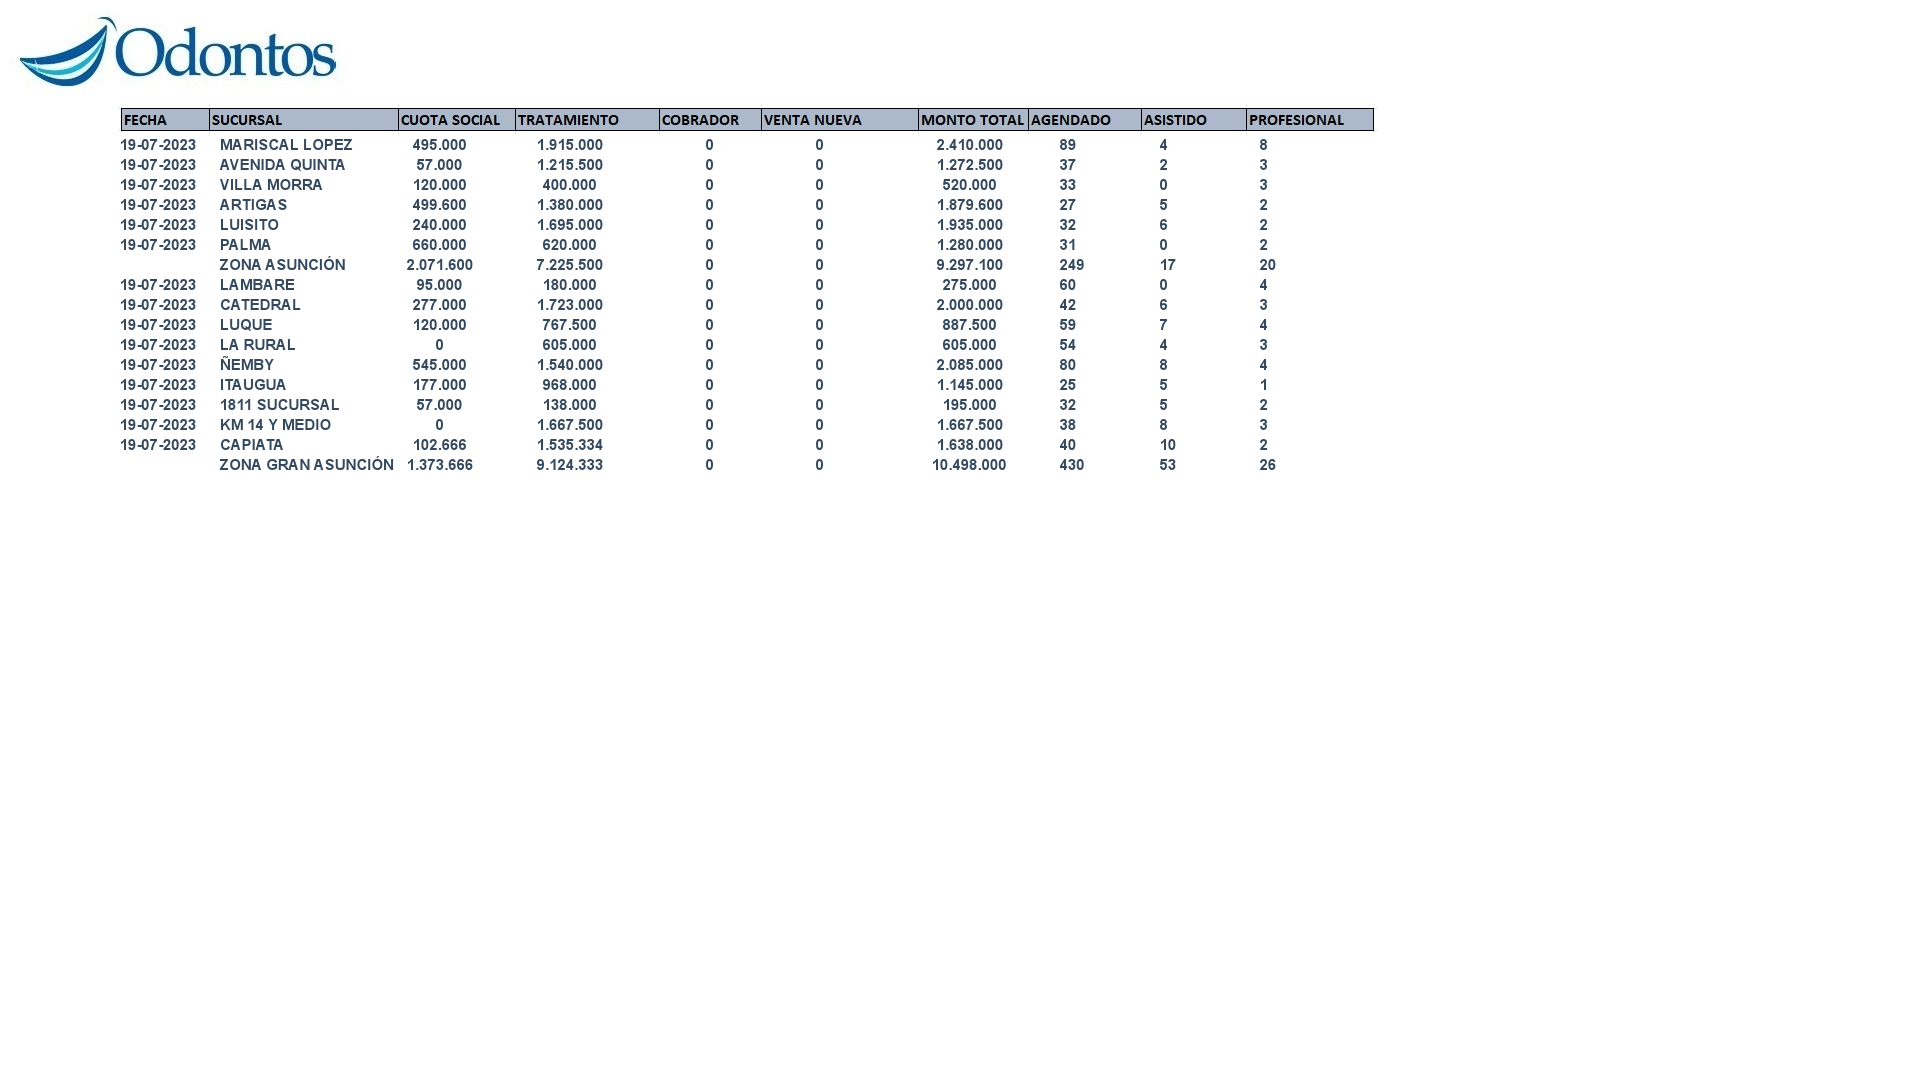 Odontos
FECHA SUCURSAL CUOTA SOCIAL TRATAMIENTO COBRADOR VENTA NUEVA MONTO TOTAL AGENDADO ASISTIDO PROFESIONAL
19-07-2023 MARISCAL LOPEZ 495.000 1.915.000 0 0 2.410.000 89 4 8
19-07-2023 AVENIDA QUINTA 57.000 1.215.500 0 0 1.272.500 37 2 3
19-07-2023 VILLA MORRA 120.000 400.000 0 0 520.000 33 0 3
19-07-2023 ARTIGAS 499.600 1.380.000 0 0 1.879.600 27 5 2
19-07-2023 LUISITO 240.000 1.695.000 0 0 1.935.000 32 6 2
19-07-2023 PALMA 660.000 620.000 0 0 1.280.000 31 0 2
ZONA ASUNCIÓN 2.071.600 7.225.500 0 0 9.297.100 249 17 20
19-07-2023 LAMBARE 95.000 180.000 0 0 275.000 60 0 4
19-07-2023 CATEDRAL 277.000 1.723.000 0 0 2.000.000 42 6 3
19-07-2023 LUQUE 120.000 767.500 0 0 887.500 59 7 4
19-07-2023 LA RURAL 0 605.000 0 0 605.000 54 4 3
19-07-2023 ÑEMBY 545.000 1.540.000 0 0 2.085.000 80 8 4
19-07-2023 ITAUGUA 177.000 968.000 0 0 1.145.000 25 5 1
19-07-2023 1811 SUCURSAL 57.000 138.000 0 0 195.000 32 5 2
19-07-2023 KM 14 Y MEDIO 0 1.667.500 0 0 1.667.500 38 8 3
19-07-2023 CAPIATA 102.666 1.535.334 0 0 1.638.000 40 10 2
ZONA GRAN ASUNCIÓN 1.373.666 9.124.333 0 0 10.498.000 430 53 26